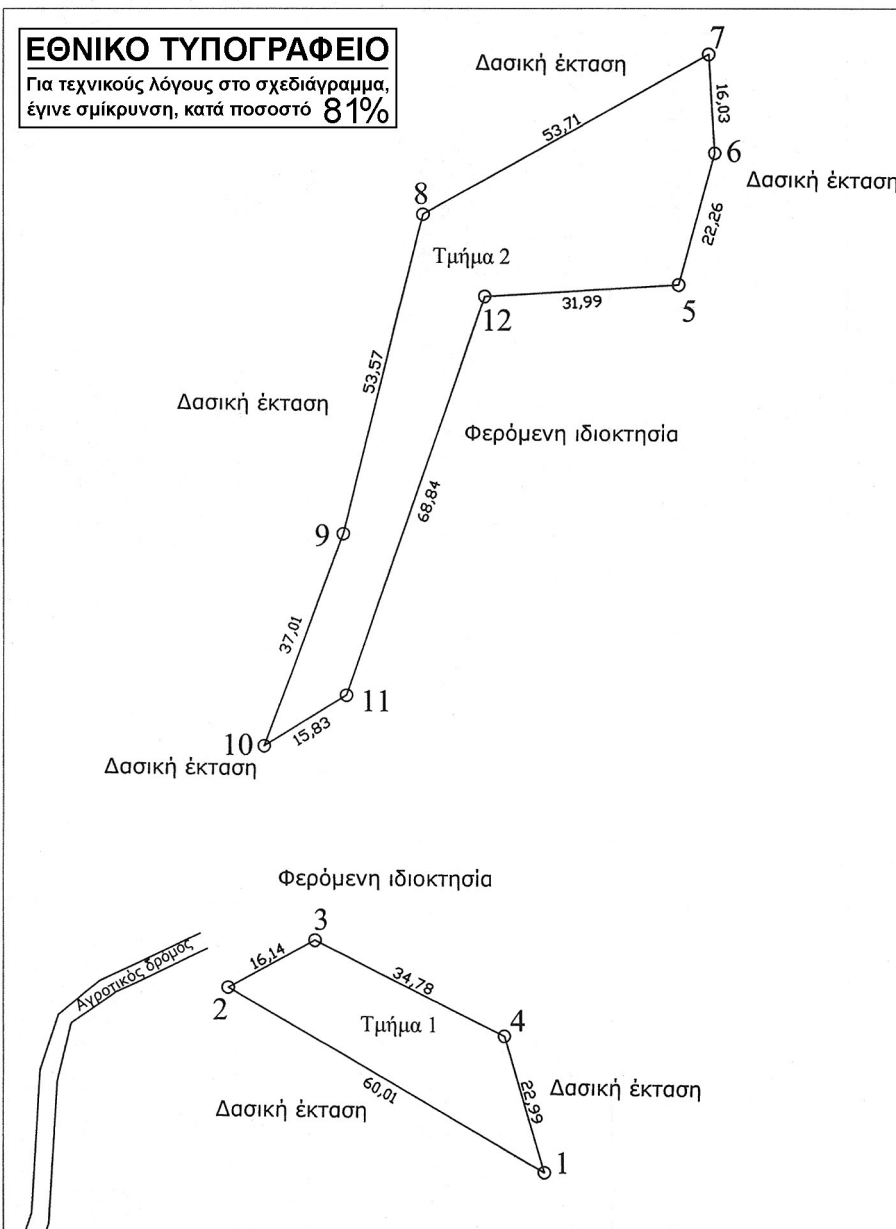 ΕΘΝΙΚΟ ΤΥΠΟΓΡΑΦΕΙΟ
Για τεχνικούς λόγους στο σχεδιάγραμμα,
έγινε σμίκρυνση, κατά ποσοστό 81%
7
Δασική έκταση
53,71
16,03
6
Δασική έκταση
8
22,26
Τμήμα 2
5
12
31,99
53,57
Δασική έκταση
Φερόμενη ιδιοκτησία
68,84
9
37,01
11
15,83
10
Δασική έκταση
Φερόμενη ιδιοκτησία
3
16,14
Αγροτικός δρόμος
34,78
2
Τμήμα 1
4
60,01
22,99
Δασική έκταση
Δασική έκταση
1